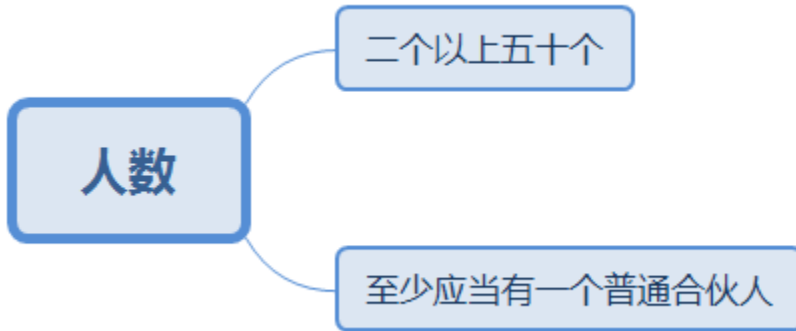 二个以上五十个
人数
至少应当有一个普通合伙人